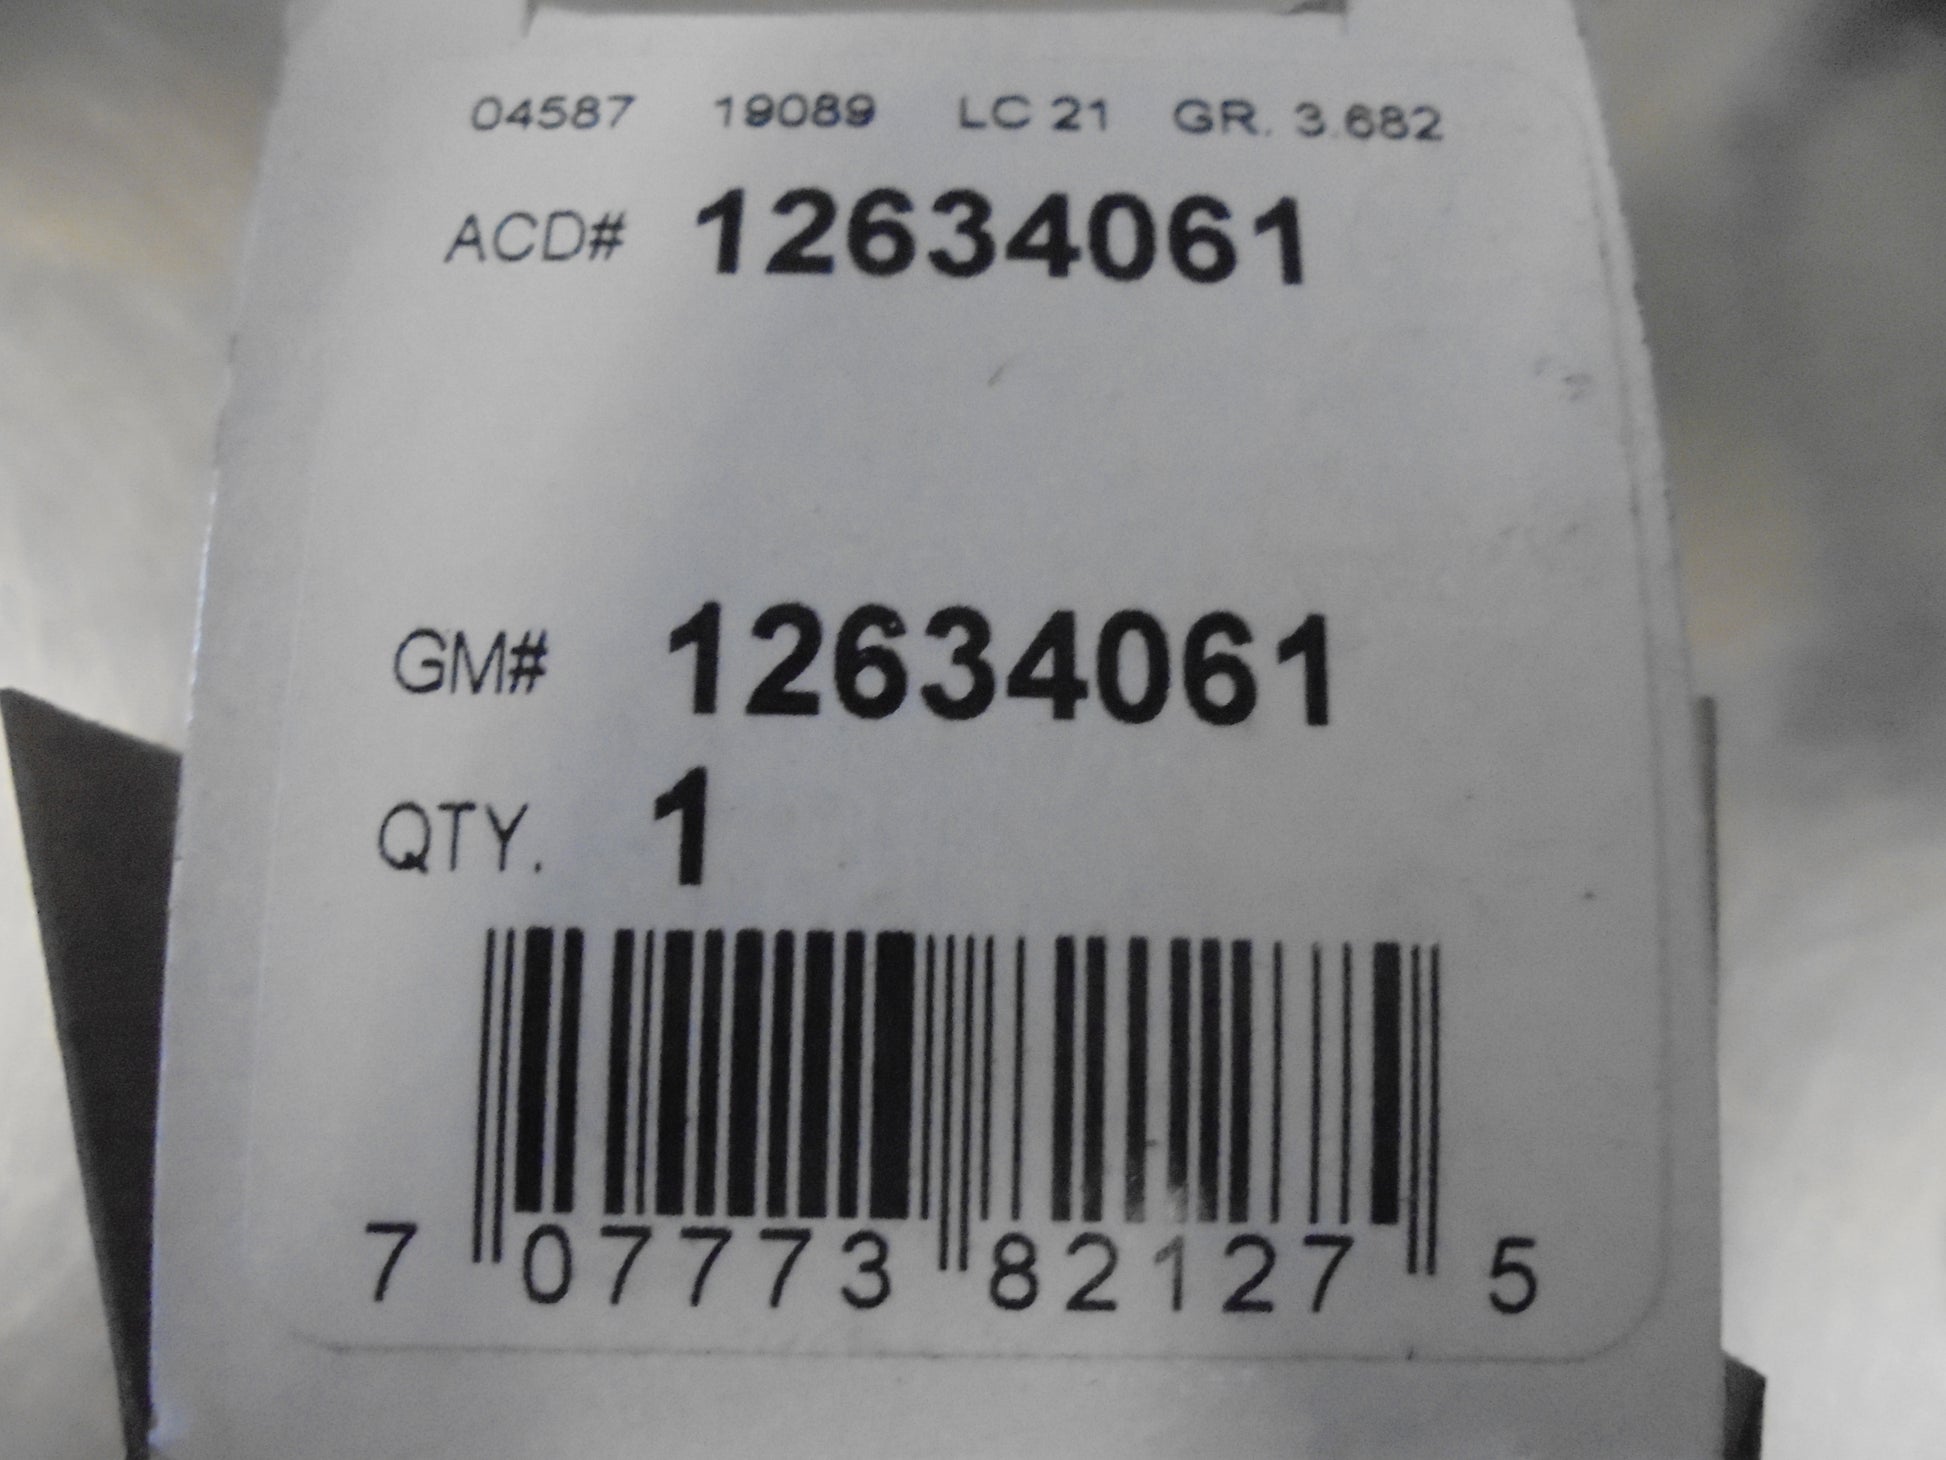 04587 19089 LC 21 GR. 3.682
ACD# 12634061
GM# 12634061
QTY. 1
7 07773 82127 5